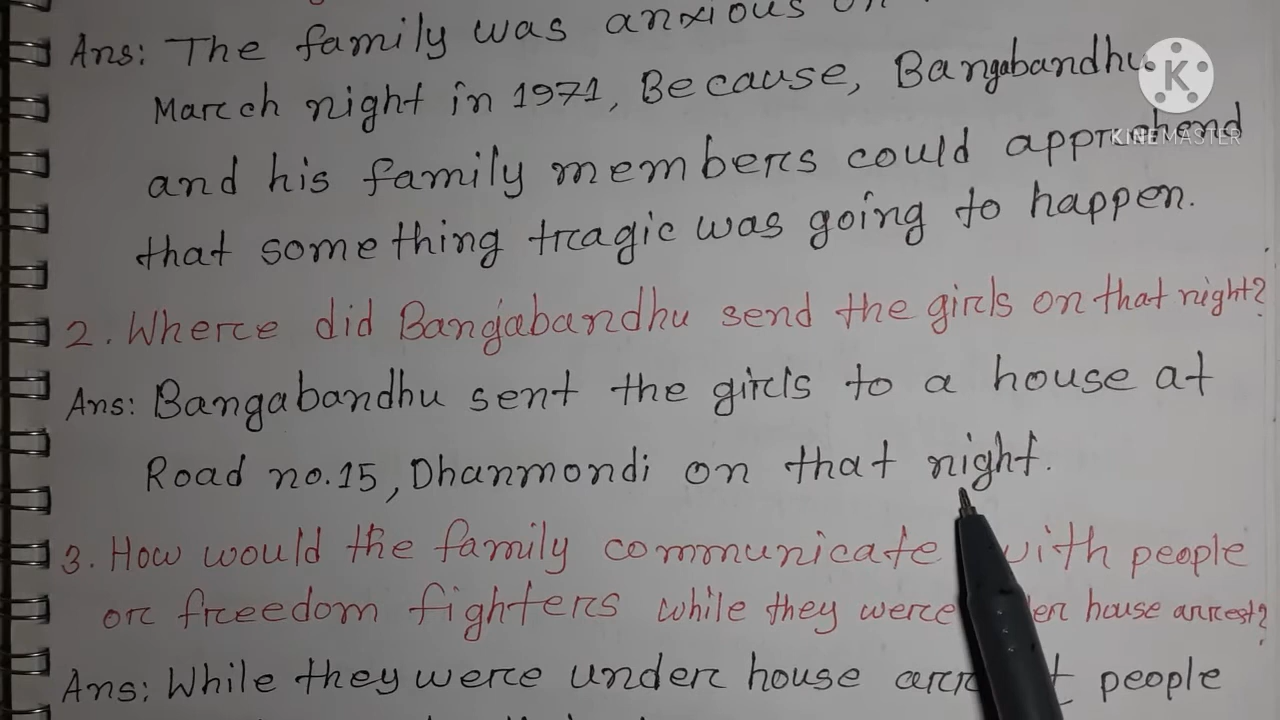 Ans: The family was anxious on
March night in 1971, Because, Bangabandhu
and his family members could apprehend
that something tragic was going to happen.
2. Where did Bangabandhu send the girls on that night?
Ans: Bangabandhu sent the girls to a house at
Road no.15, Dhanmondi on that night.
3. How would the family communicate with people
or freedom fighters while they were under house arrest?
Ans: While they were under house arrest people
K
KINEMASTER